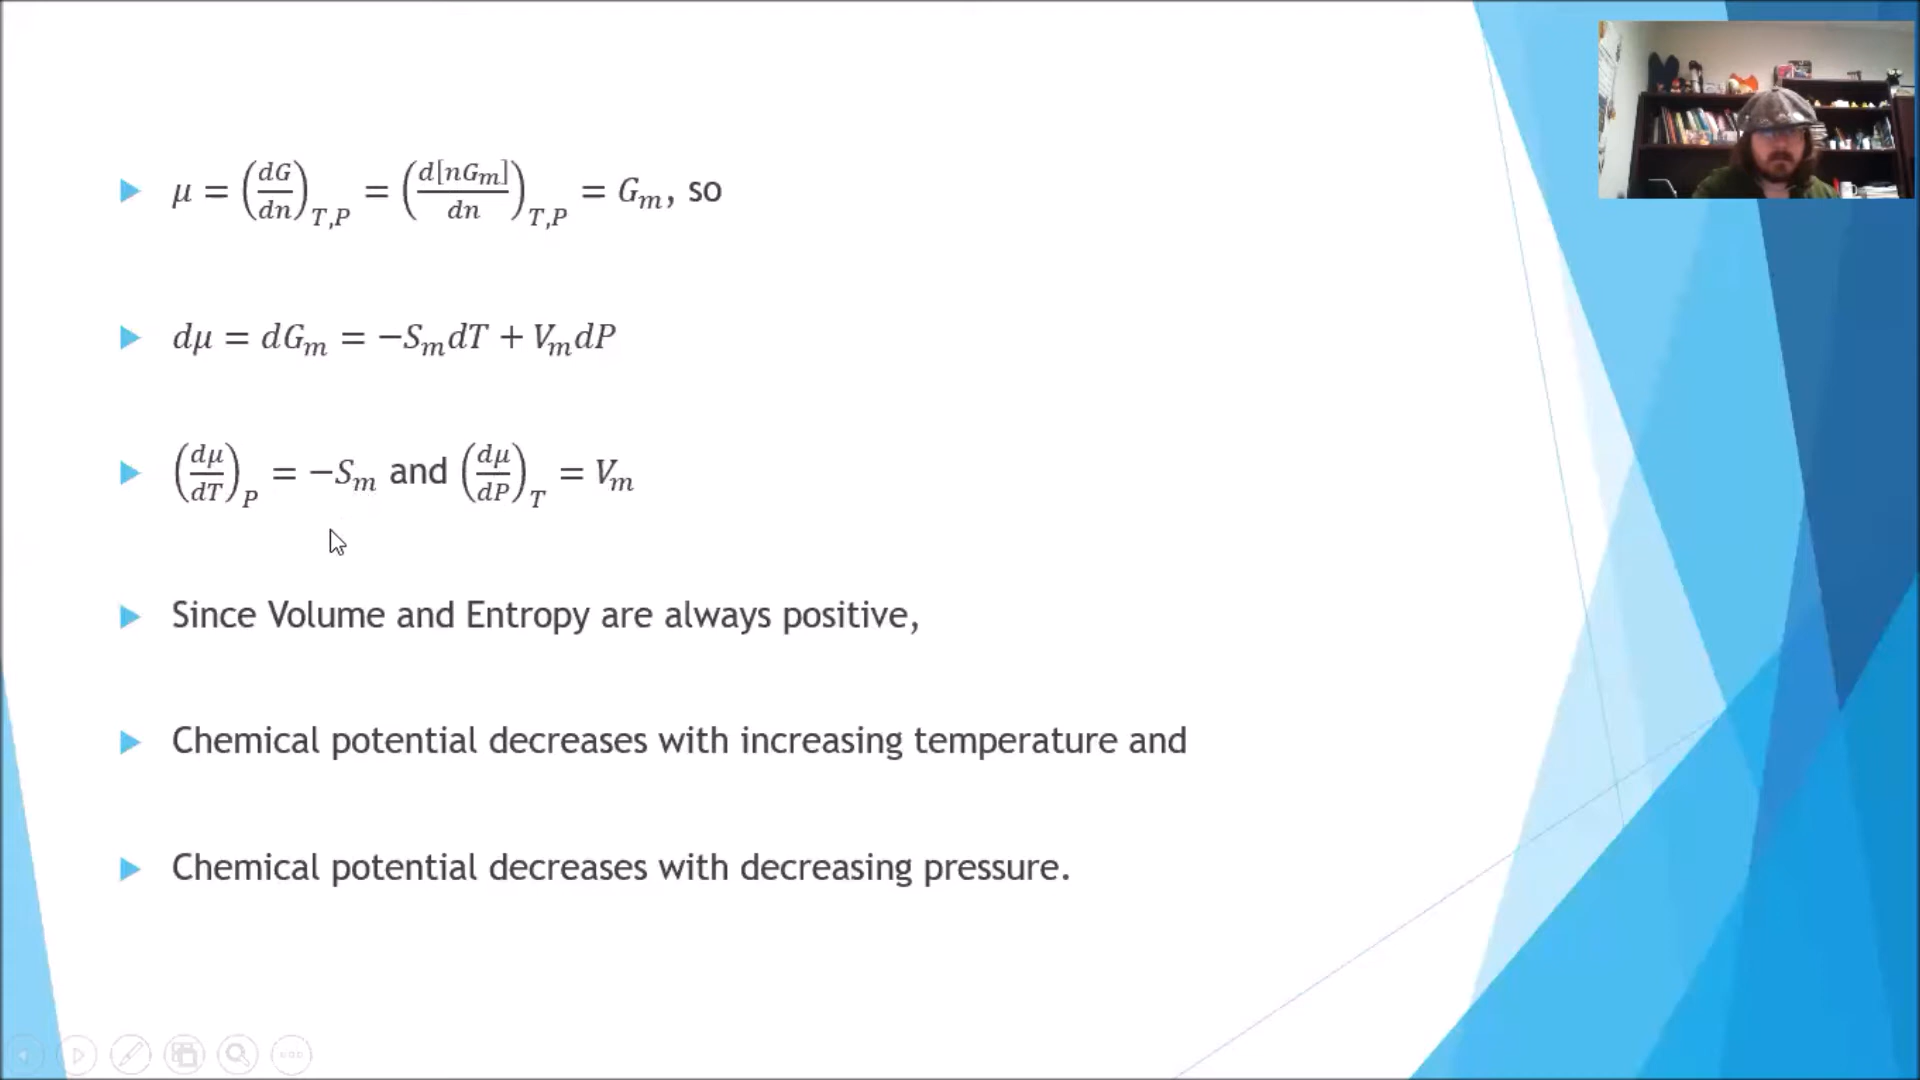 μ = (dG/dn)_T,P = (d[nG_m]/dn)_T,P = G_m, so
dμ = dG_m = −S_m dT + V_m dP
(dμ/dT)_P = −S_m and (dμ/dP)_T = V_m
Since Volume and Entropy are always positive,
Chemical potential decreases with increasing temperature and
Chemical potential decreases with decreasing pressure.